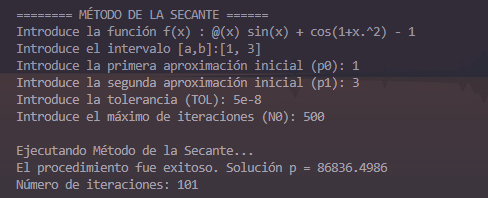 ======== MÉTODO DE LA SECANTE ======
Introduce la función f(x) : @(x) sin(x) + cos(1+x.^2) - 1
Introduce el intervalo [a,b]:[1, 3]
Introduce la primera aproximación inicial (p0): 1
Introduce la segunda aproximación inicial (p1): 3
Introduce la tolerancia (TOL): 5e-8
Introduce el máximo de iteraciones (N0): 500
Ejecutando Método de la Secante...
El procedimiento fue exitoso. Solución p = 86836.4986
Número de iteraciones: 101